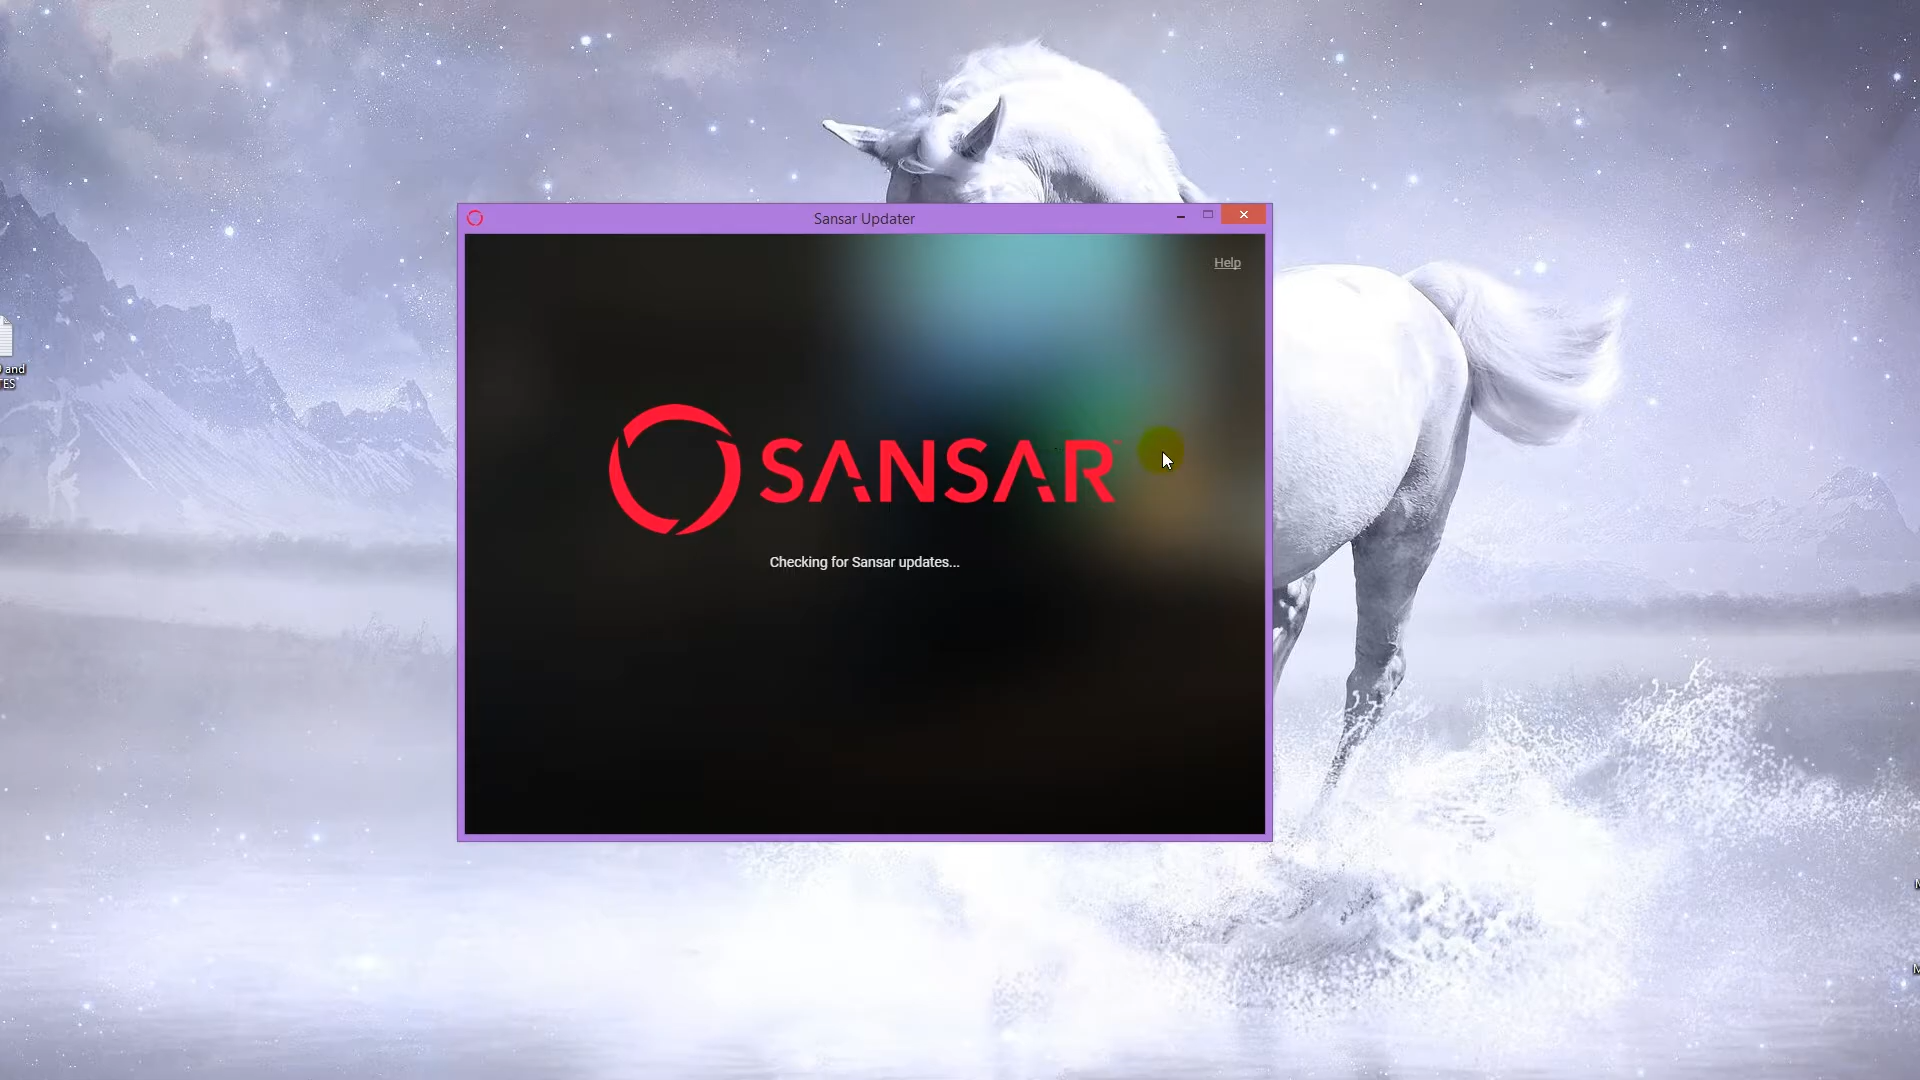 Sansar Updater
Help
SANSAR
Checking for Sansar updates...
and